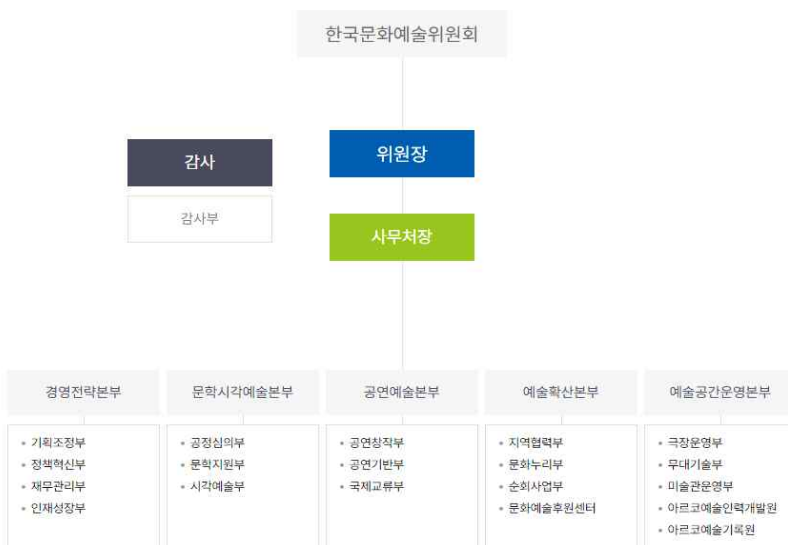 한국문화예술위원회
감사
위원장
감사부
사무처장
경영전략본부
문학시각예술본부
공연예술본부
예술확산본부
예술공간운영본부
• 기획조정부
• 정책혁신부
• 재무관리부
• 인재성장부
• 공정심의부
• 문학지원부
• 시각예술부
• 공연창작부
• 공연기반부
• 국제교류부
• 지역협력부
• 문화누리부
• 순회사업부
• 문화예술후원센터
• 극장운영부
• 무대기술부
• 미술관운영부
• 아르코예술인력개발원
• 아르코예술기록원